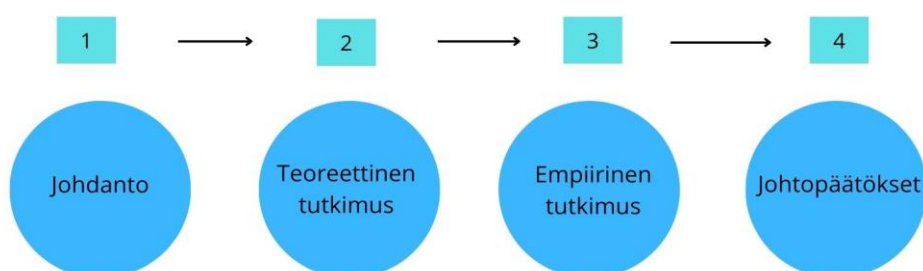 1
2
3
4
Johdanto
Teoreettinen
tutkimus
Empiirinen
tutkimus
Johtopäätökset